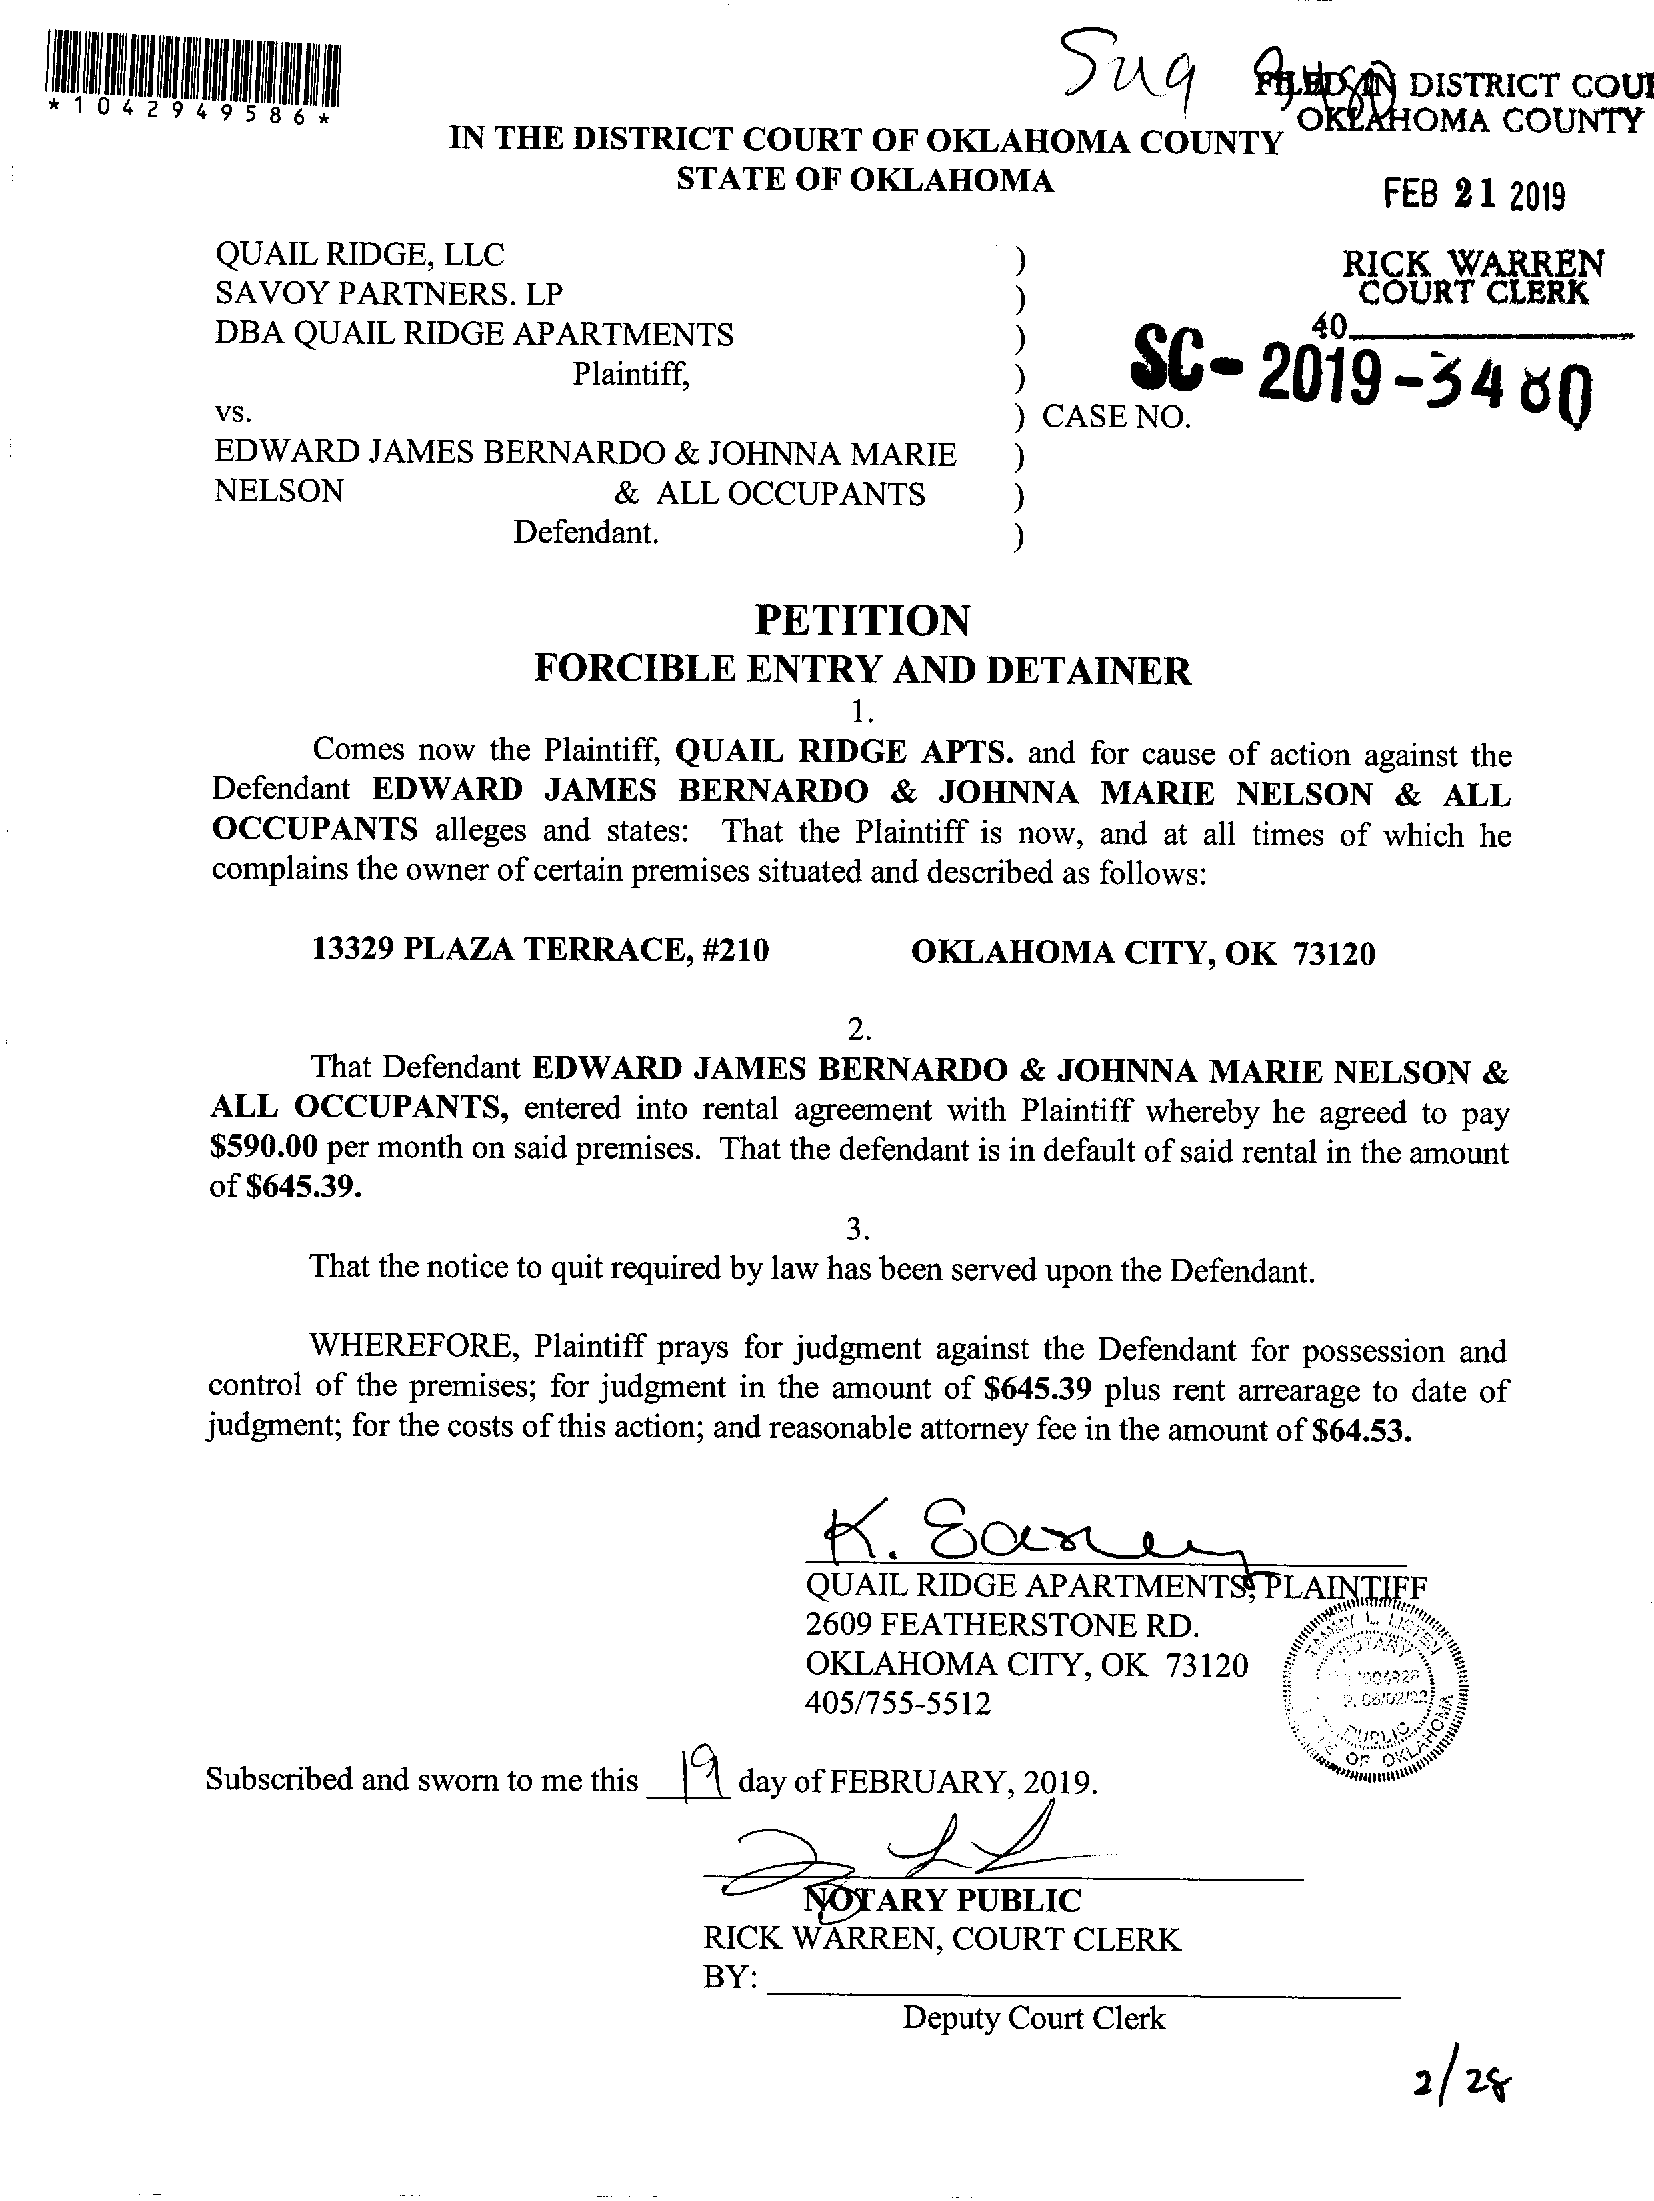 *1042949586*
FILED IN DISTRICT COU
OKLAHOMA COUNTY
IN THE DISTRICT COURT OF OKLAHOMA COUNTY
STATE OF OKLAHOMA
FEB 21 2019
RICK WARREN
COURT CLERK
40
QUAIL RIDGE, LLC )
SAVOY PARTNERS. LP )
DBA QUAIL RIDGE APARTMENTS )
Plaintiff, )
SC-2019-3480
vs. ) CASE NO.
EDWARD JAMES BERNARDO & JOHNNA MARIE )
NELSON & ALL OCCUPANTS )
Defendant. )
PETITION
FORCIBLE ENTRY AND DETAINER
1.
Comes now the Plaintiff, QUAIL RIDGE APTS. and for cause of action against the
Defendant EDWARD JAMES BERNARDO & JOHNNA MARIE NELSON & ALL
OCCUPANTS alleges and states: That the Plaintiff is now, and at all times of which he
complains the owner of certain premises situated and described as follows:
13329 PLAZA TERRACE, #210 OKLAHOMA CITY, OK 73120
2.
That Defendant EDWARD JAMES BERNARDO & JOHNNA MARIE NELSON &
ALL OCCUPANTS, entered into rental agreement with Plaintiff whereby he agreed to pay
$590.00 per month on said premises. That the defendant is in default of said rental in the amount
of $645.39.
3.
That the notice to quit required by law has been served upon the Defendant.
WHEREFORE, Plaintiff prays for judgment against the Defendant for possession and
control of the premises; for judgment in the amount of $645.39 plus rent arrearage to date of
judgment; for the costs of this action; and reasonable attorney fee in the amount of $64.53.
K. Earley
QUAIL RIDGE APARTMENTS, PLAINTIFF
2609 FEATHERSTONE RD.
OKLAHOMA CITY, OK 73120
405/755-5512
NOTARY
PUBLIC
OF OKLAHOMA
Subscribed and sworn to me this 19 day of FEBRUARY, 2019.
NOTARY PUBLIC
RICK WARREN, COURT CLERK
BY:
Deputy Court Clerk
2/28